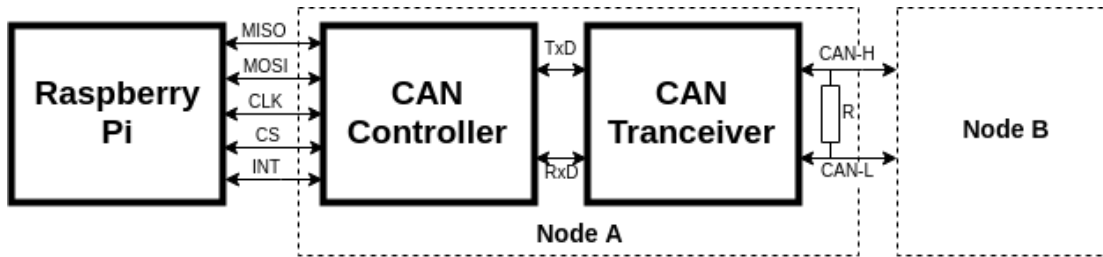 Raspberry
Pi
MISO
MOSI
CLK
CS
INT
CAN
Controller
TxD
RxD
CAN
Tranceiver
CAN-H
R
CAN-L
Node A
Node B